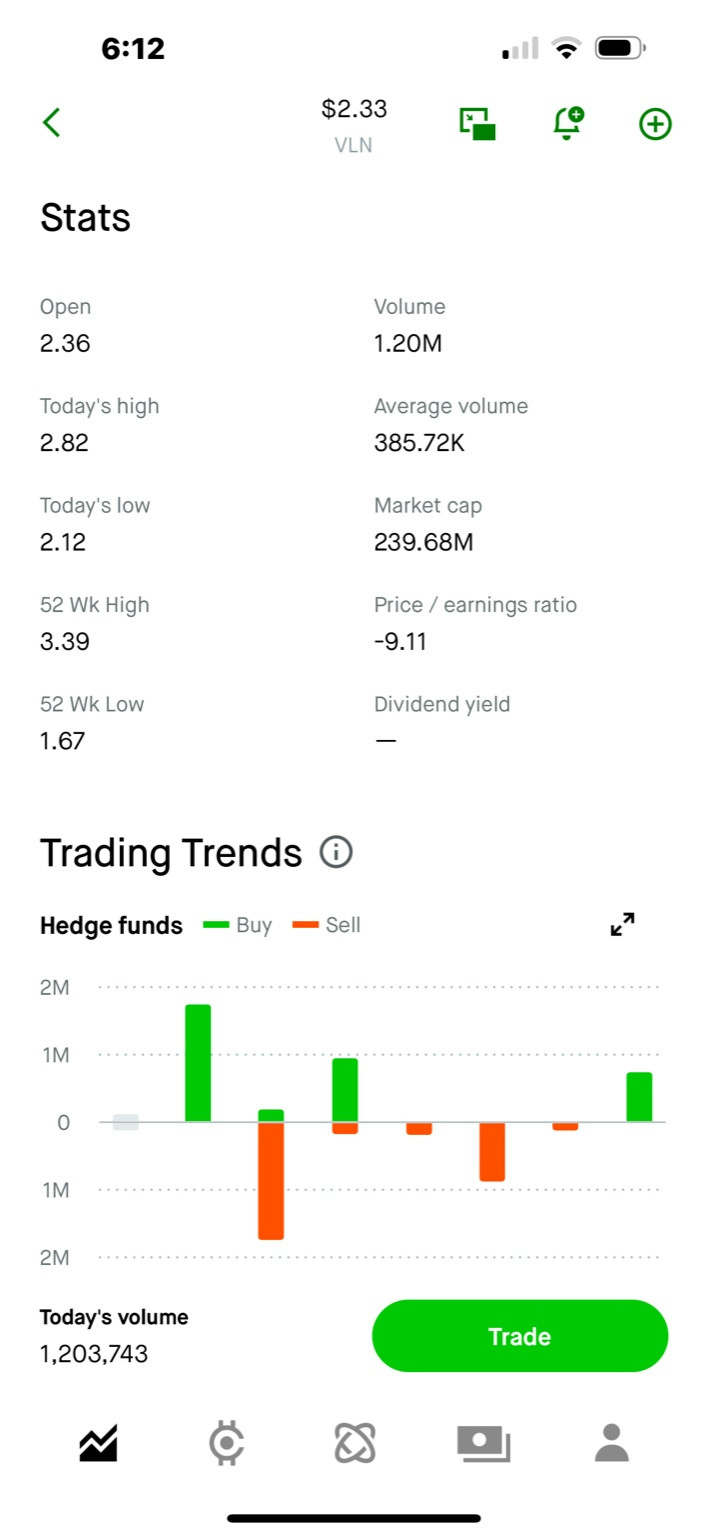 6:12
$2.33
VLN
Stats
Open
2.36
Volume
1.20M
Today's high
2.82
Average volume
385.72K
Today's low
2.12
Market cap
239.68M
52 Wk High
3.39
Price / earnings ratio
-9.11
52 Wk Low
1.67
Dividend yield
—
Trading Trends
Hedge funds Buy Sell
2M
1M
0
1M
2M
Today's volume
1,203,743
Trade